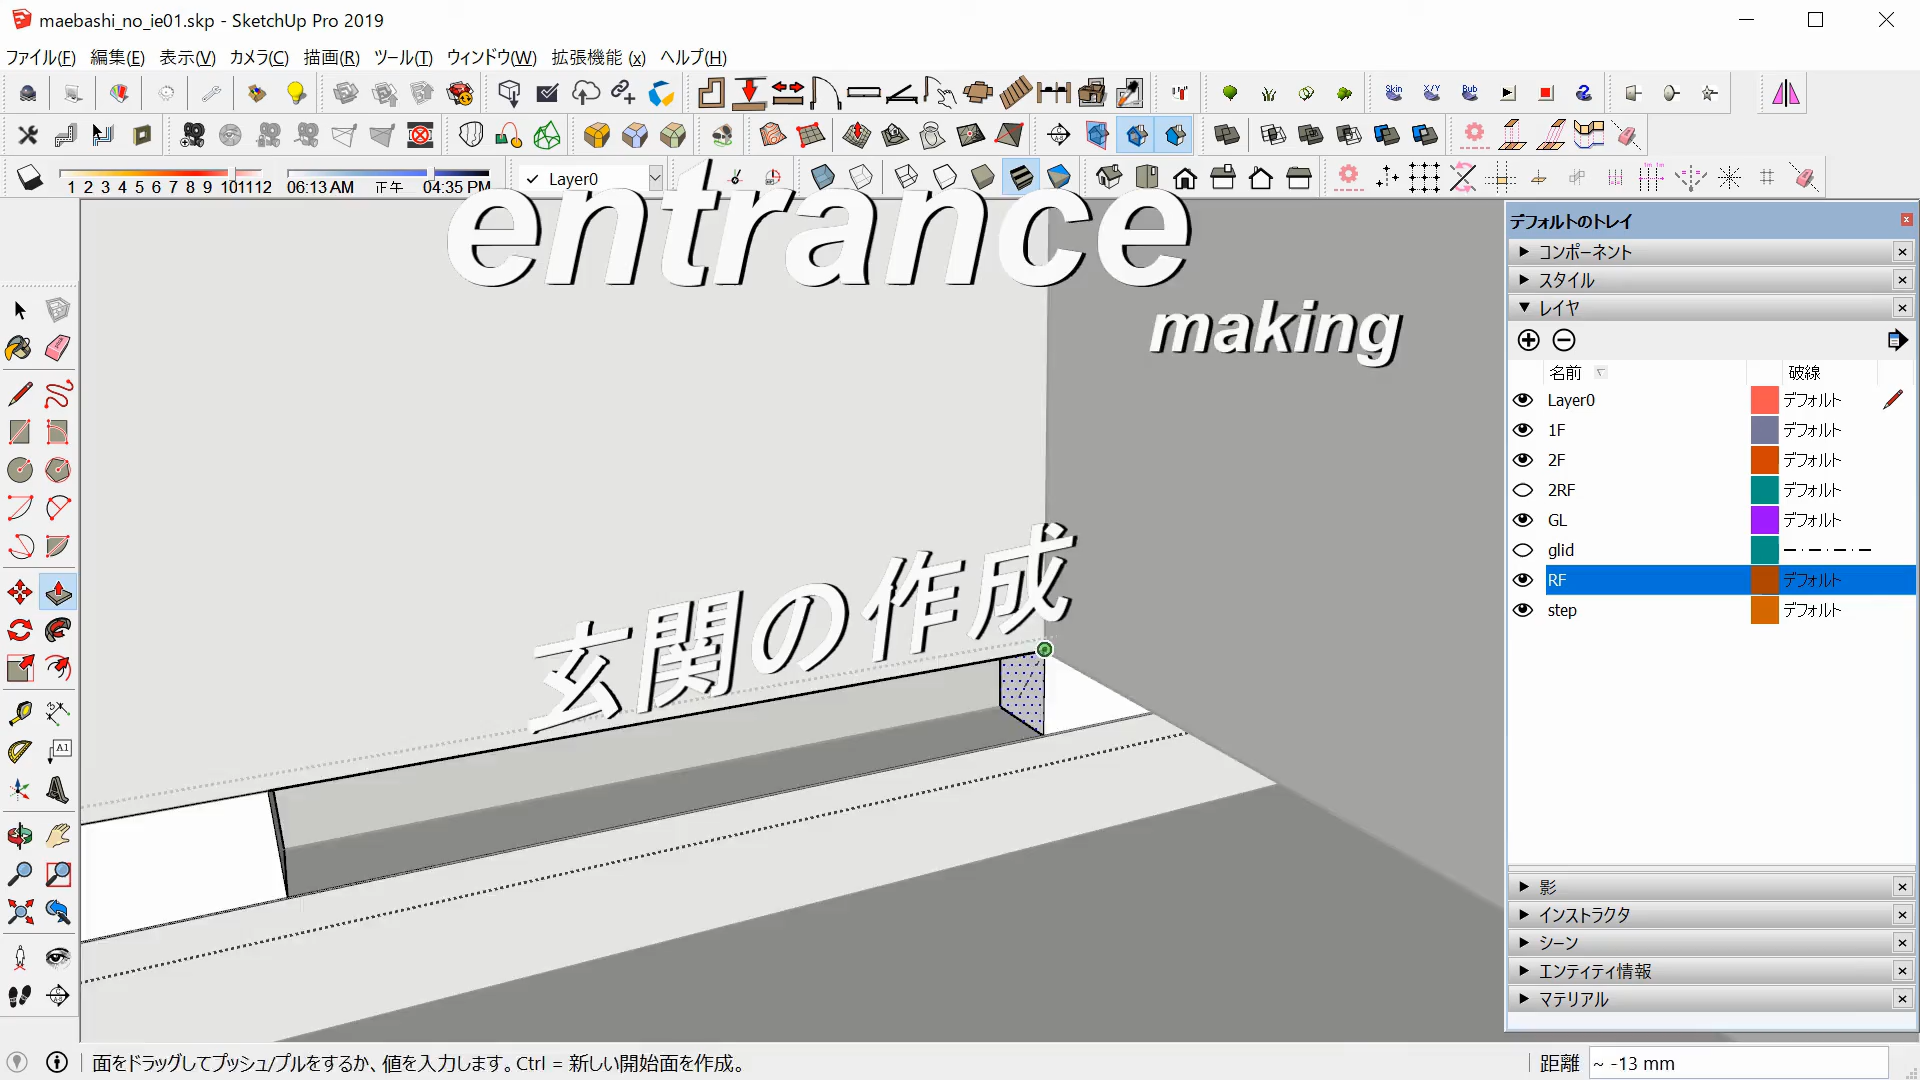 maebashi_no_ie01.skp - SketchUp Pro 2019
ファイル(F) 編集(E) 表示(V) カメラ(C) 描画(R) ツール(T) ウィンドウ(W) 拡張機能 (x) ヘルプ(H)
Skin X/Y Bub
1 2 3 4 5 6 7 8 9 101112 06:13 AM 正午 04:35 PM Layer0
entrance
making
玄関の作成
デフォルトのトレイ
コンポーネント
スタイル
レイヤ
名前 破線
Layer0 デフォルト
1F デフォルト
2F デフォルト
2RF デフォルト
GL デフォルト
glid
RF デフォルト
step デフォルト
A1
影
インストラクタ
シーン
エンティティ情報
マテリアル
面をドラッグしてプッシュ/プルをするか、値を入力します。Ctrl = 新しい開始面を作成。
距離 ~ -13 mm